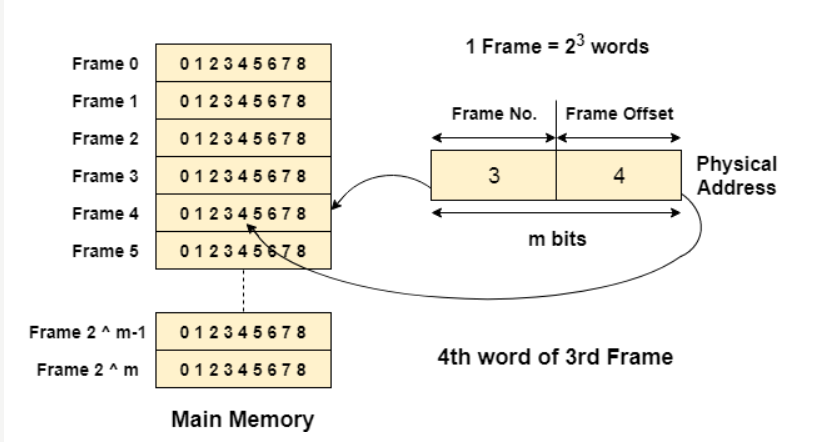 1 Frame = 2³ words
Frame 0 0 1 2 3 4 5 6 7 8
Frame 1 0 1 2 3 4 5 6 7 8
Frame 2 0 1 2 3 4 5 6 7 8
Frame 3 0 1 2 3 4 5 6 7 8
Frame 4 0 1 2 3 4 5 6 7 8
Frame 5 0 1 2 3 4 5 6 7 8
Frame 2 ^ m-1 0 1 2 3 4 5 6 7 8
Frame 2 ^ m 0 1 2 3 4 5 6 7 8
Main Memory
Frame No. Frame Offset
3 4
Physical
Address
m bits
4th word of 3rd Frame